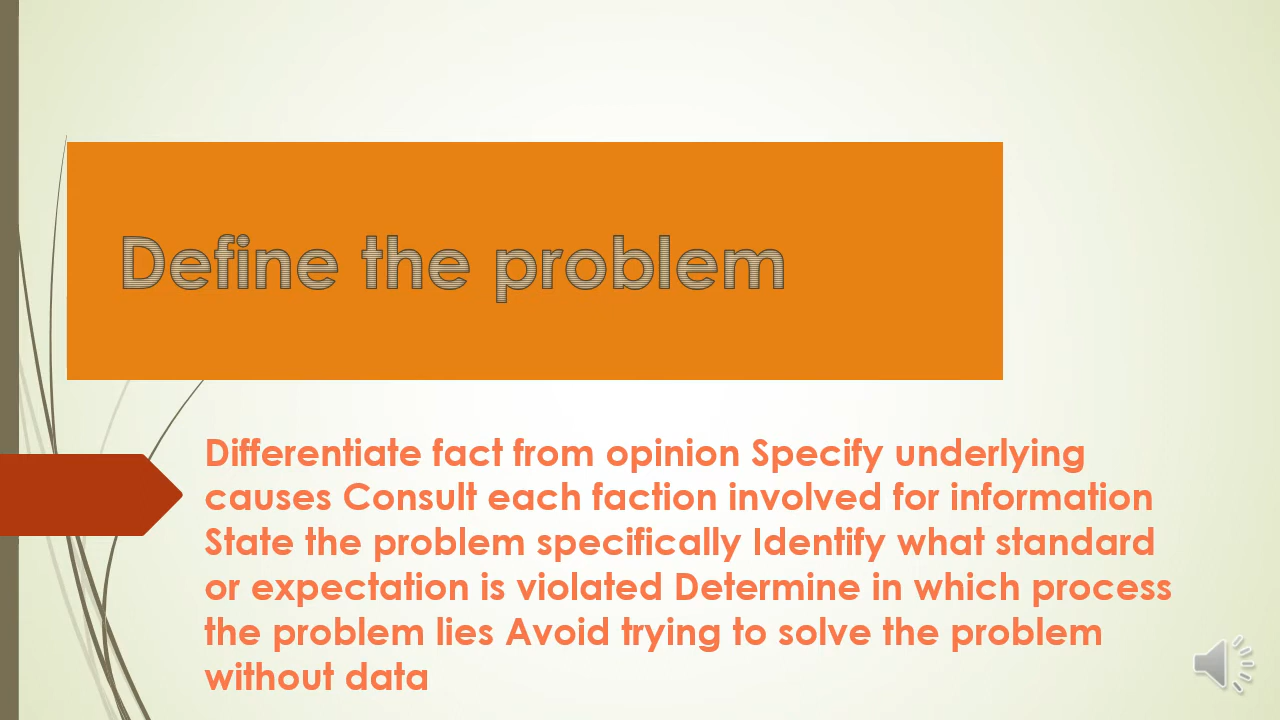 Define the problem
Differentiate fact from opinion Specify underlying
causes Consult each faction involved for information
State the problem specifically Identify what standard
or expectation is violated Determine in which process
the problem lies Avoid trying to solve the problem
without data